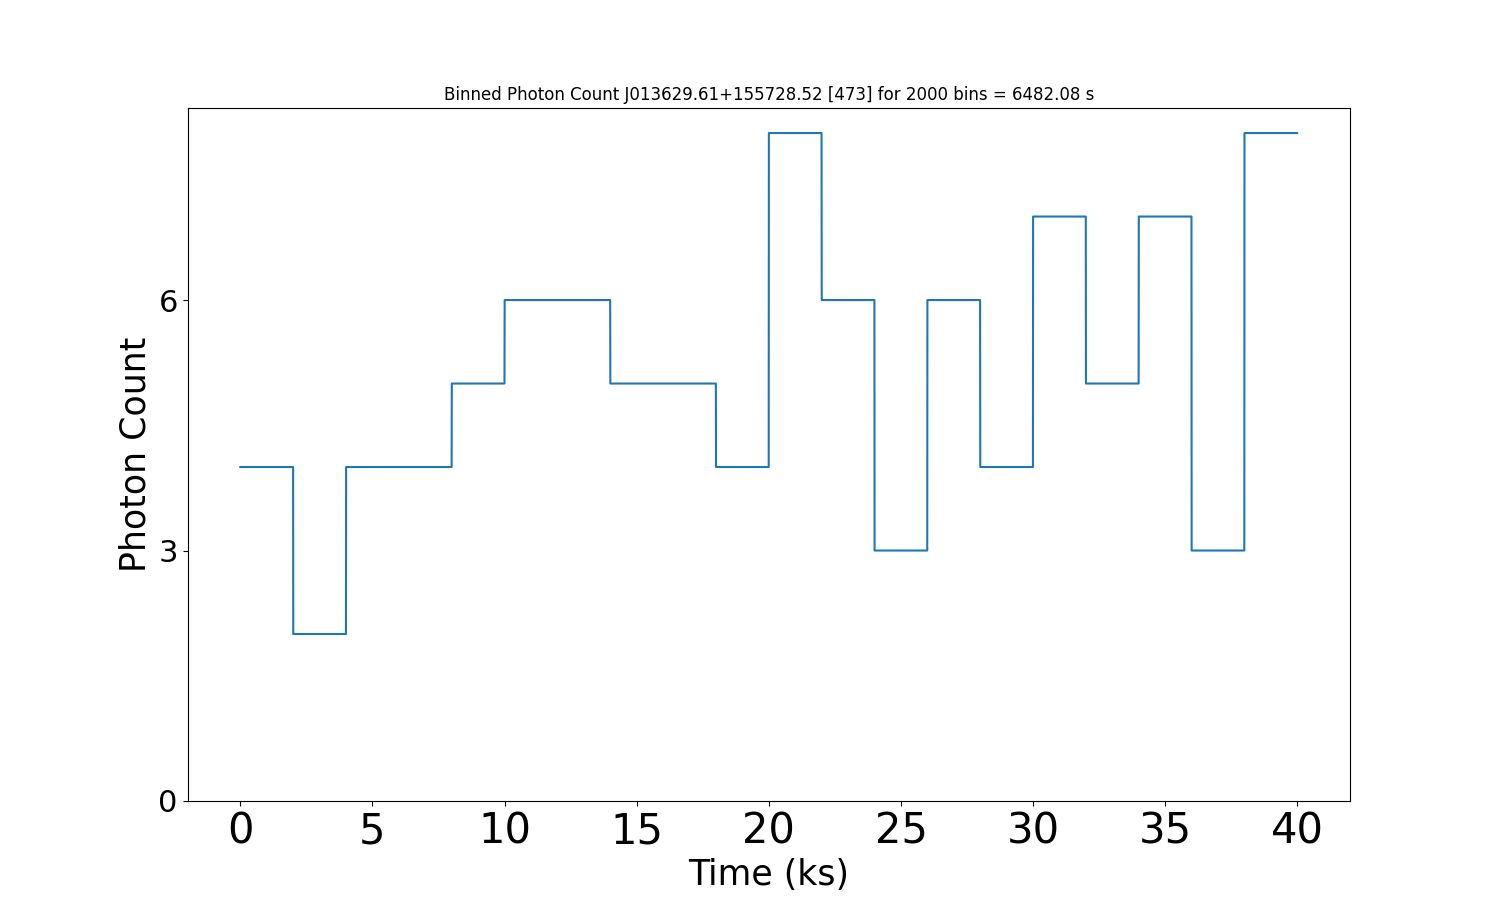 Binned Photon Count J013629.61+155728.52 [473] for 2000 bins = 6482.08 s
Photon Count
6
3
0
0 5 10 15 20 25 30 35 40
Time (ks)